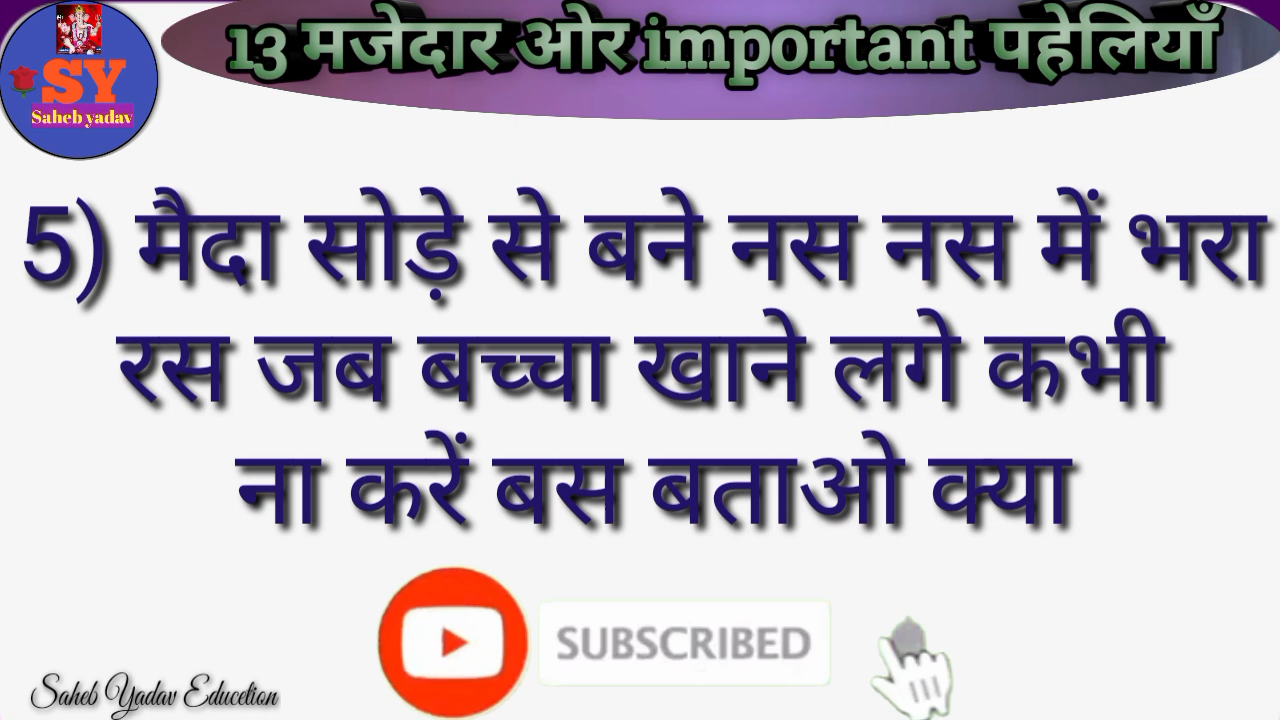 13 मजेदार ओर important पहेलियाँ
SY
Saheb yadav
5) मैदा सोड़े से बने नस नस में भरा
रस जब बच्चा खाने लगे कभी
ना करें बस बताओ क्या
SUBSCRIBED
Saheb Yadav Educetion